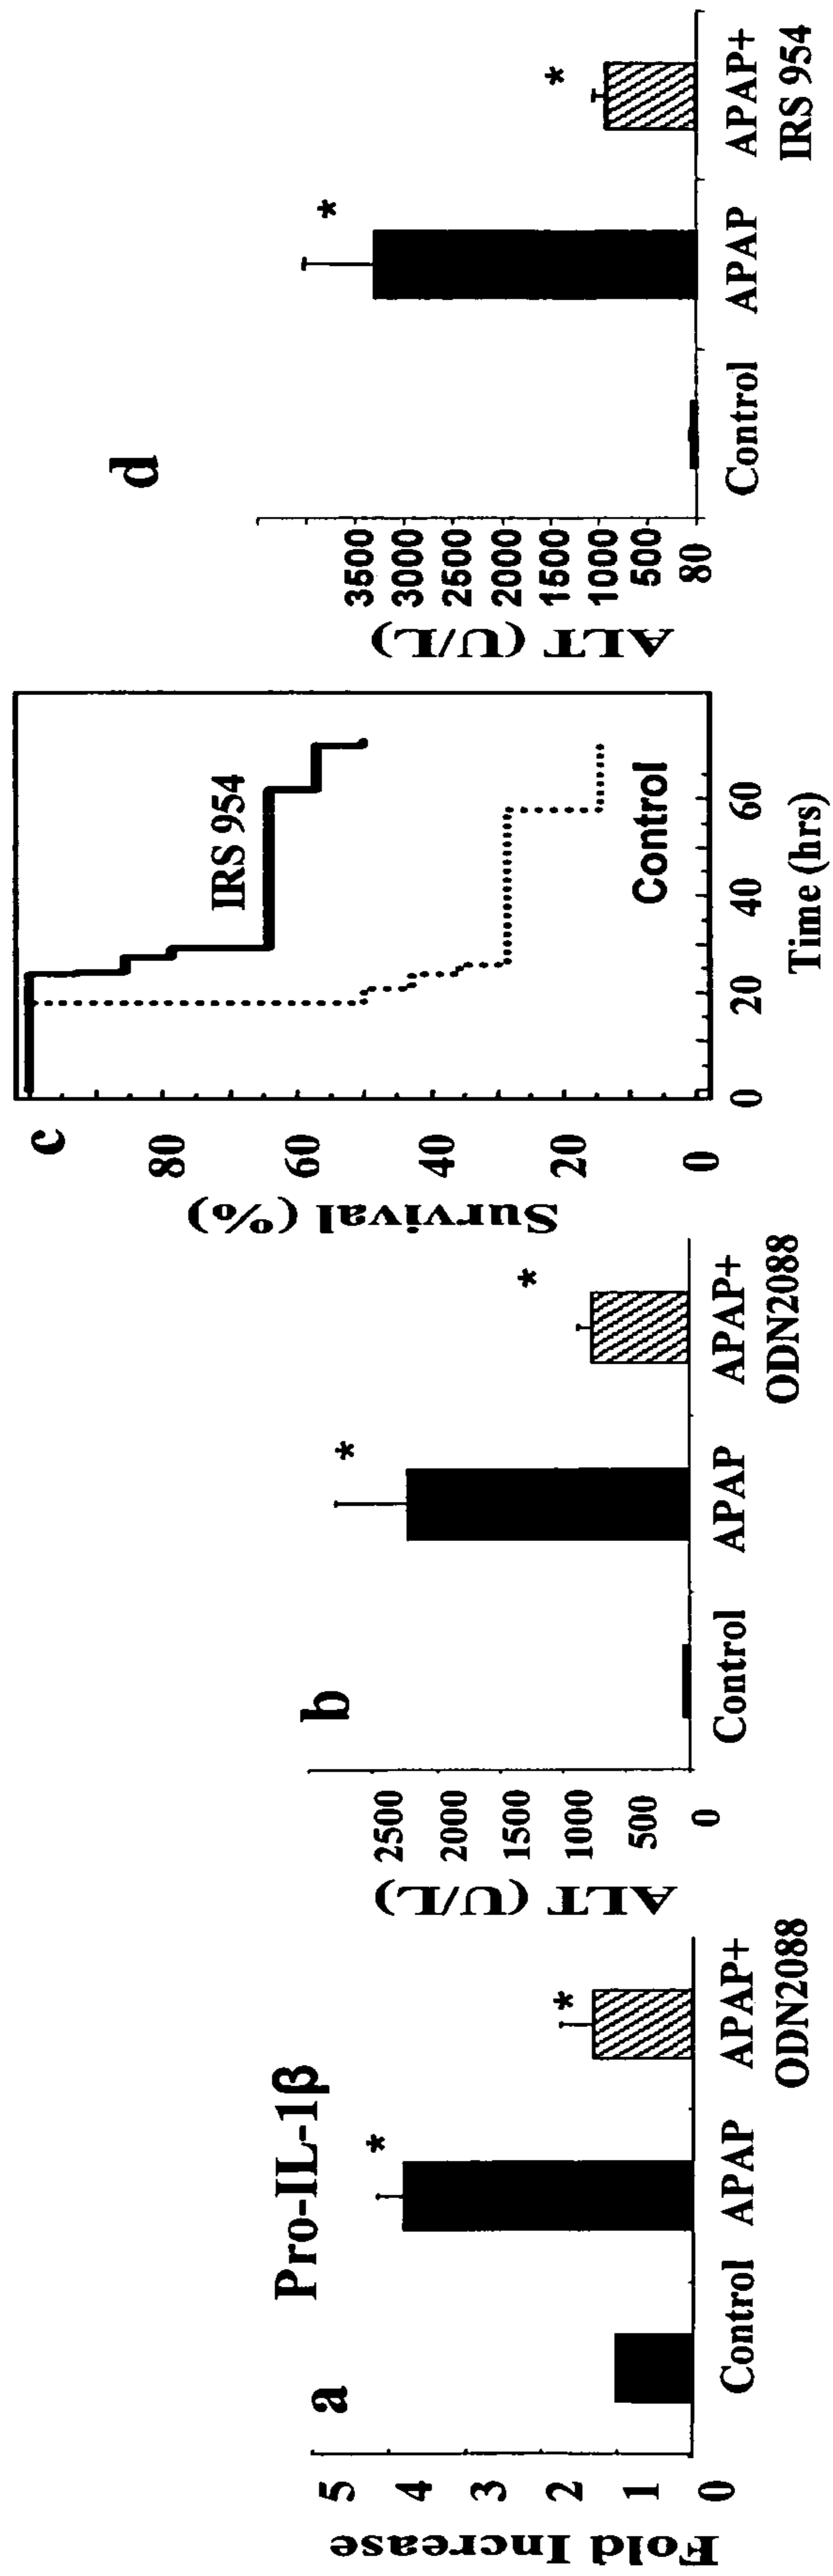 a
Pro-IL-1β
Fold Increase
5
4
3
2
1
0
*
*
Control
APAP
APAP+
ODN2088
b
ALT (U/L)
2500
2000
1500
1000
500
0
*
*
Control
APAP
APAP+
ODN2088
c
Survival (%)
80
60
40
20
0
IRS 954
Control
0
20
40
60
Time (hrs)
d
ALT (U/L)
3500
3000
2500
2000
1500
1000
500
80
*
*
Control
APAP
APAP+
IRS 954